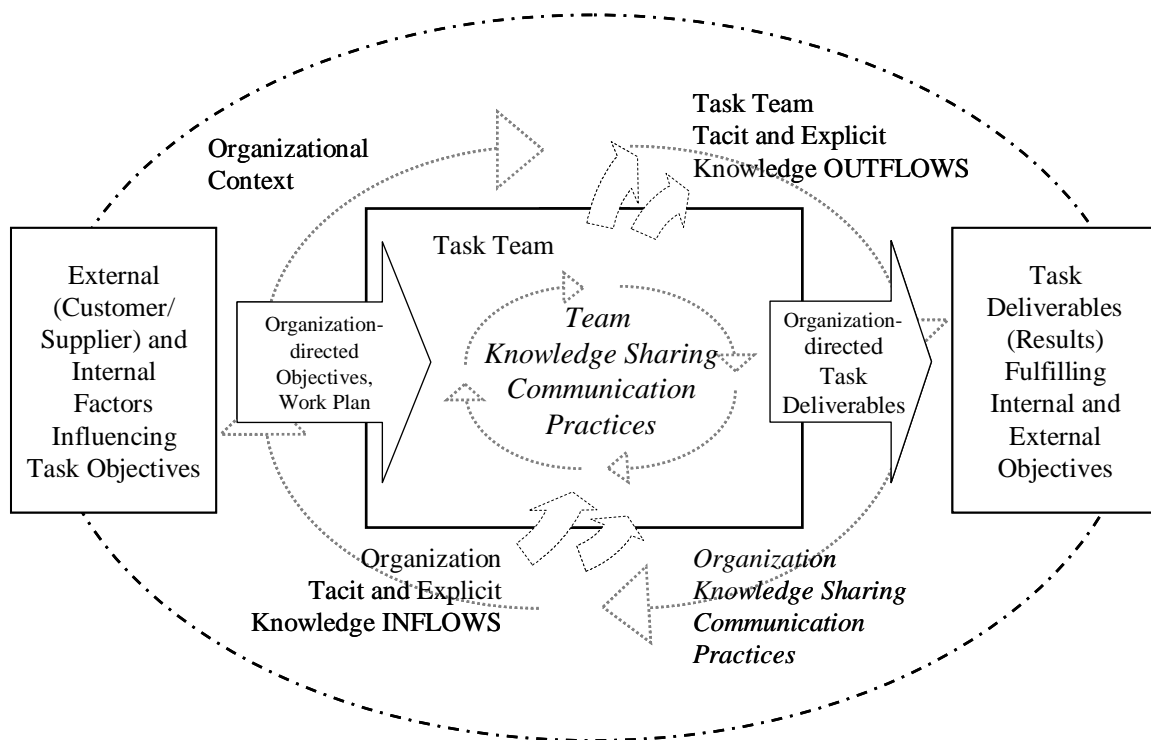 Task Team
Tacit and Explicit
Knowledge OUTFLOWS
Organizational
Context
External
(Customer/
Supplier) and
Internal
Factors
Influencing
Task Objectives
Organization-
directed
Objectives,
Work Plan
Task Team
Team
Knowledge Sharing
Communication
Practices
Organization-
directed
Task
Deliverables
Task
Deliverables
(Results)
Fulfilling
Internal and
External
Objectives
Organization
Tacit and Explicit
Knowledge INFLOWS
Organization
Knowledge Sharing
Communication
Practices